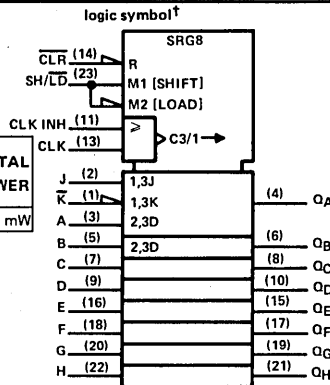 logic symbol†
SRG8
CLR (14) R
SH/LD (23) M1 [SHIFT]
M2 [LOAD]
CLK INH (11) ≥
CLK (13) C3/1
TAL
WER
mW
J (2) 1,3J
K (1) 1,3K (4) QA
A (3) 2,3D
B (5) 2,3D (6) QB
C (7) (8) QC
D (9) (10) QD
E (16) (15) QE
F (18) (17) QF
G (20) (19) QG
H (22) (21) QH